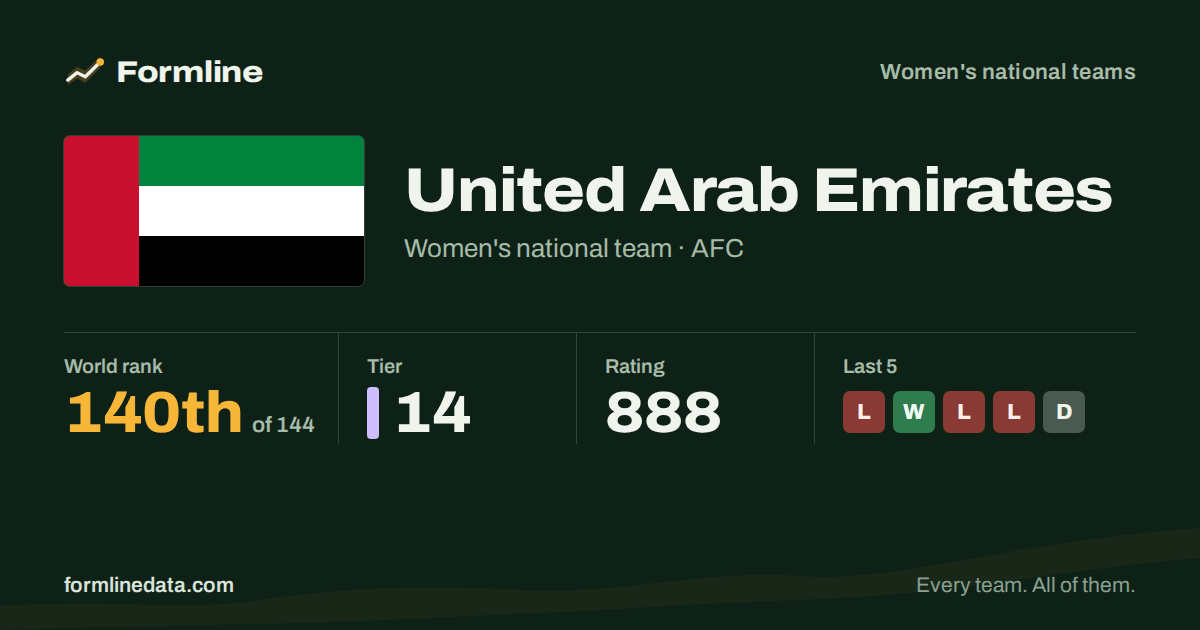 Formline
Women's national teams
United Arab Emirates
Women's national team · AFC
World rank
140th of 144
Tier
14
Rating
888
Last 5
L W L L D
formlinedata.com
Every team. All of them.